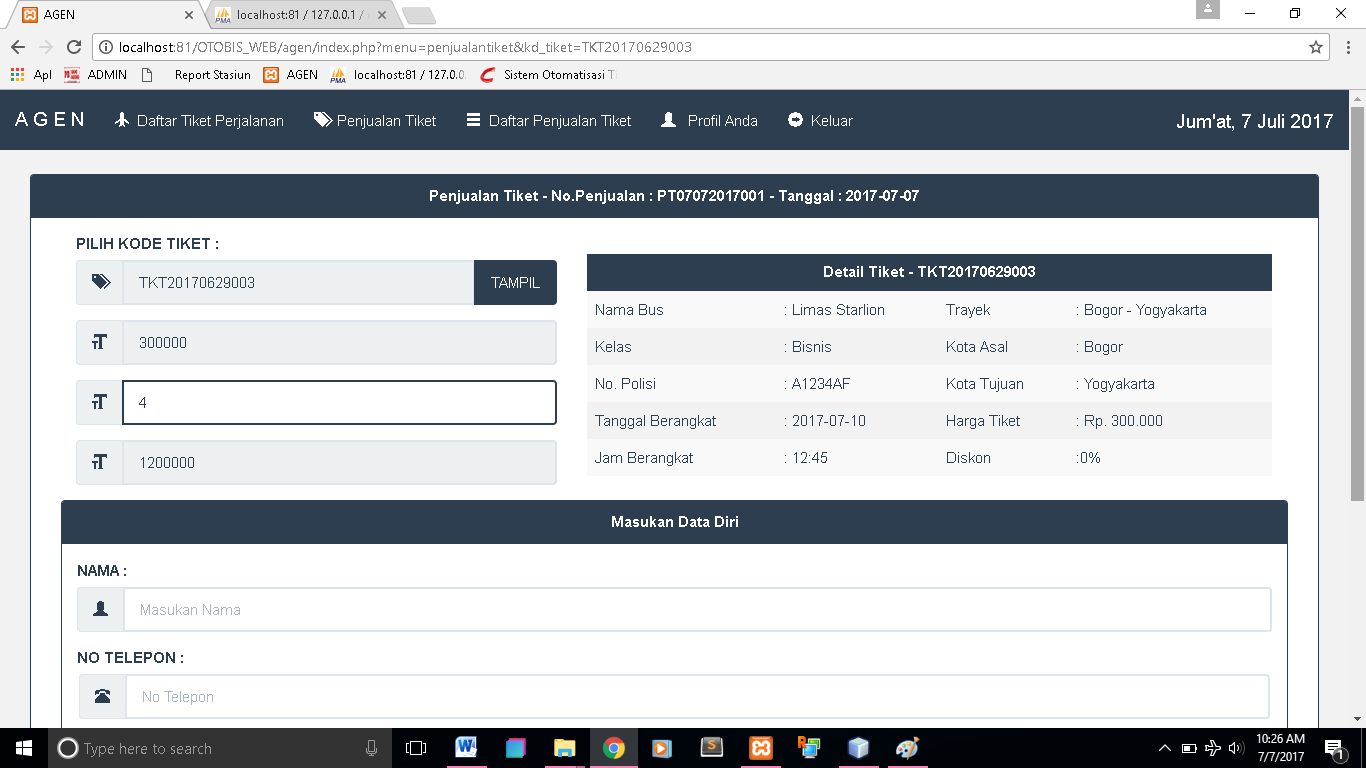 AGEN
localhost:81 / 127.0.0.1 /
localhost:81/OTOBIS_WEB/agen/index.php?menu=penjualantiket&kd_tiket=TKT20170629003
Apl ADMIN Report Stasiun AGEN localhost:81 / 127.0.0. Sistem Otomatisasi Ti
AGEN Daftar Tiket Perjalanan Penjualan Tiket Daftar Penjualan Tiket Profil Anda Keluar Jum'at, 7 Juli 2017
Penjualan Tiket - No.Penjualan : PT07072017001 - Tanggal : 2017-07-07
PILIH KODE TIKET :
TKT20170629003 TAMPIL
300000
4
1200000
Detail Tiket - TKT20170629003
Nama Bus : Limas Starlion Trayek : Bogor - Yogyakarta
Kelas : Bisnis Kota Asal : Bogor
No. Polisi : A1234AF Kota Tujuan : Yogyakarta
Tanggal Berangkat : 2017-07-10 Harga Tiket : Rp. 300.000
Jam Berangkat : 12:45 Diskon :0%
Masukan Data Diri
NAMA :
Masukan Nama
NO TELEPON :
No Telepon
Type here to search
10:26 AM
7/7/2017
1